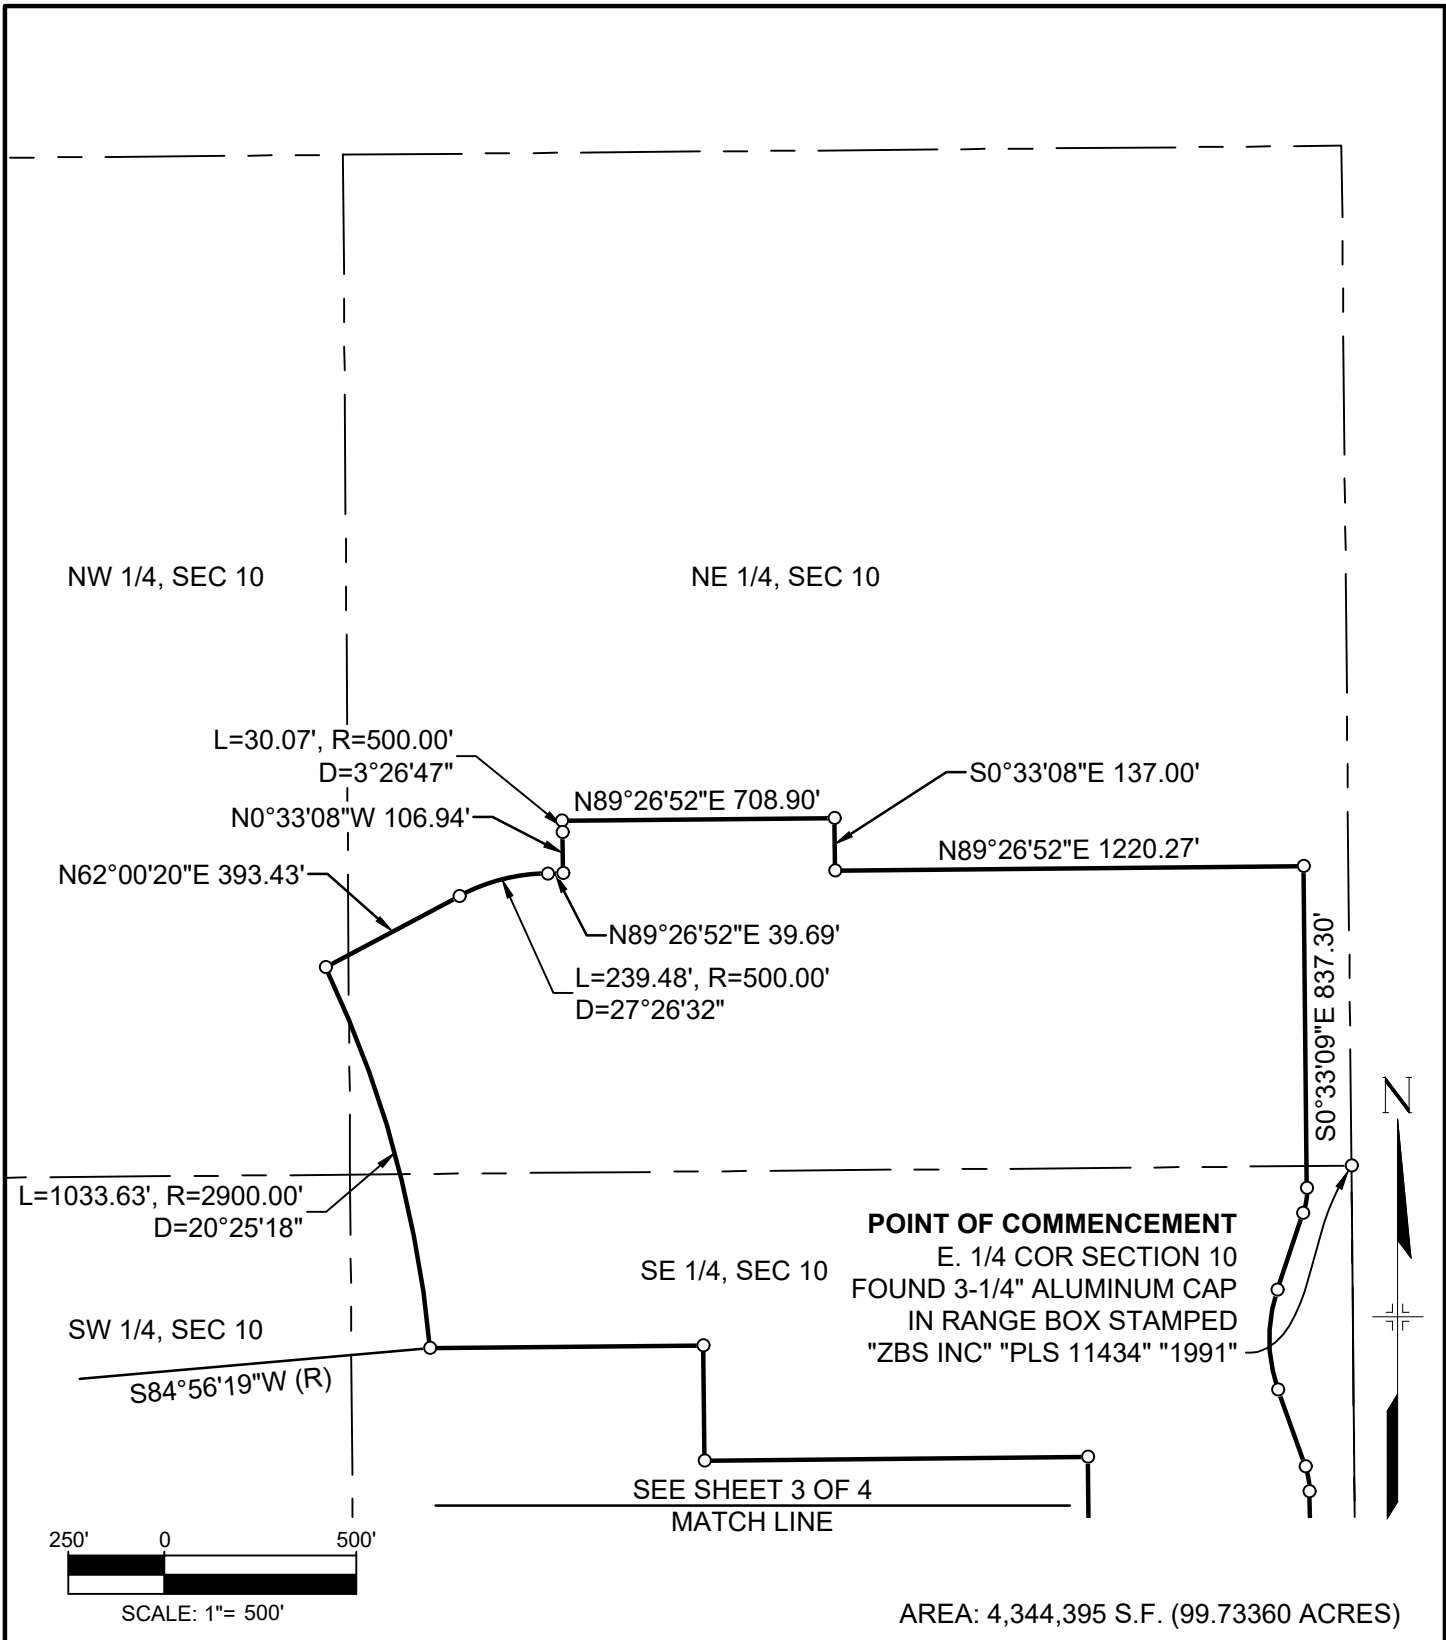 NW 1/4, SEC 10
NE 1/4, SEC 10
L=30.07', R=500.00'
D=3°26'47"
N0°33'08"W 106.94'
N62°00'20"E 393.43'
N89°26'52"E 708.90'
S0°33'08"E 137.00'
N89°26'52"E 1220.27'
N89°26'52"E 39.69'
L=239.48', R=500.00'
D=27°26'32"
S0°33'09"E 837.30'
N
L=1033.63', R=2900.00'
D=20°25'18"
POINT OF COMMENCEMENT
E. 1/4 COR SECTION 10
FOUND 3-1/4" ALUMINUM CAP
IN RANGE BOX STAMPED
"ZBS INC" "PLS 11434" "1991"
SE 1/4, SEC 10
SW 1/4, SEC 10
S84°56'19"W (R)
SEE SHEET 3 OF 4
MATCH LINE
250' 0 500'
SCALE: 1"= 500'
AREA: 4,344,395 S.F. (99.73360 ACRES)